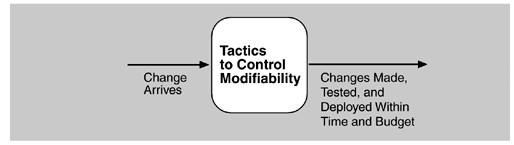 Tactics
to Control
Modifiability
Change
Arrives
Changes Made,
Tested, and
Deployed Within
Time and Budget